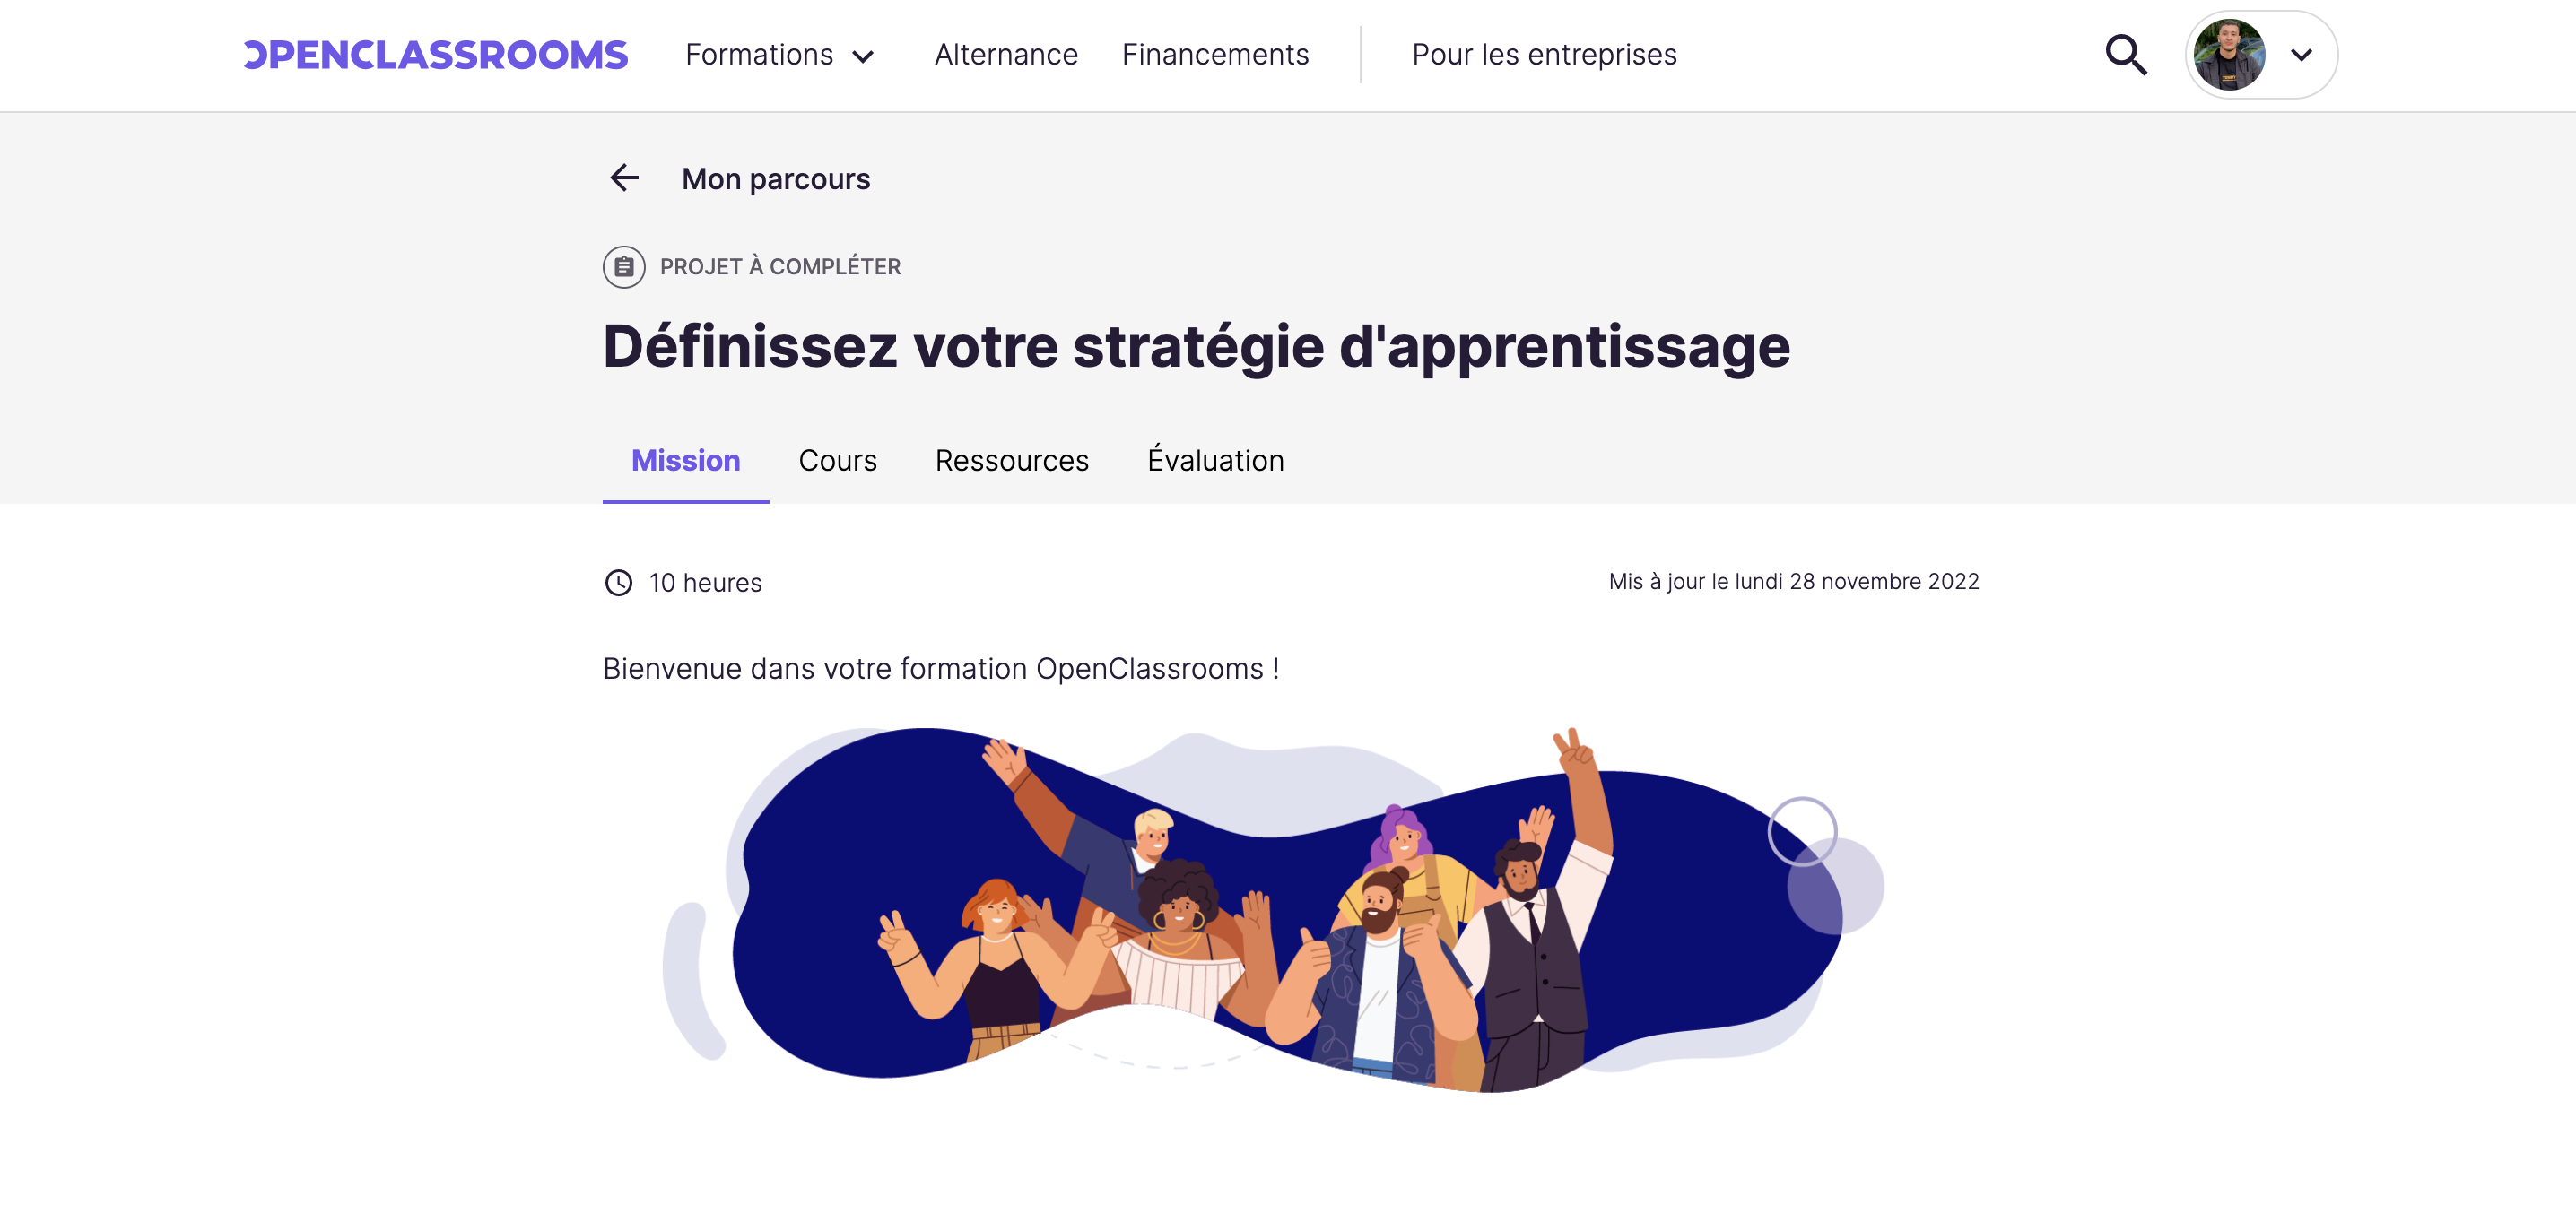 OPENCLASSROOMS Formations Alternance Financements Pour les entreprises
Mon parcours
PROJET À COMPLÉTER
Définissez votre stratégie d'apprentissage
Mission Cours Ressources Évaluation
10 heures Mis à jour le lundi 28 novembre 2022
Bienvenue dans votre formation OpenClassrooms !